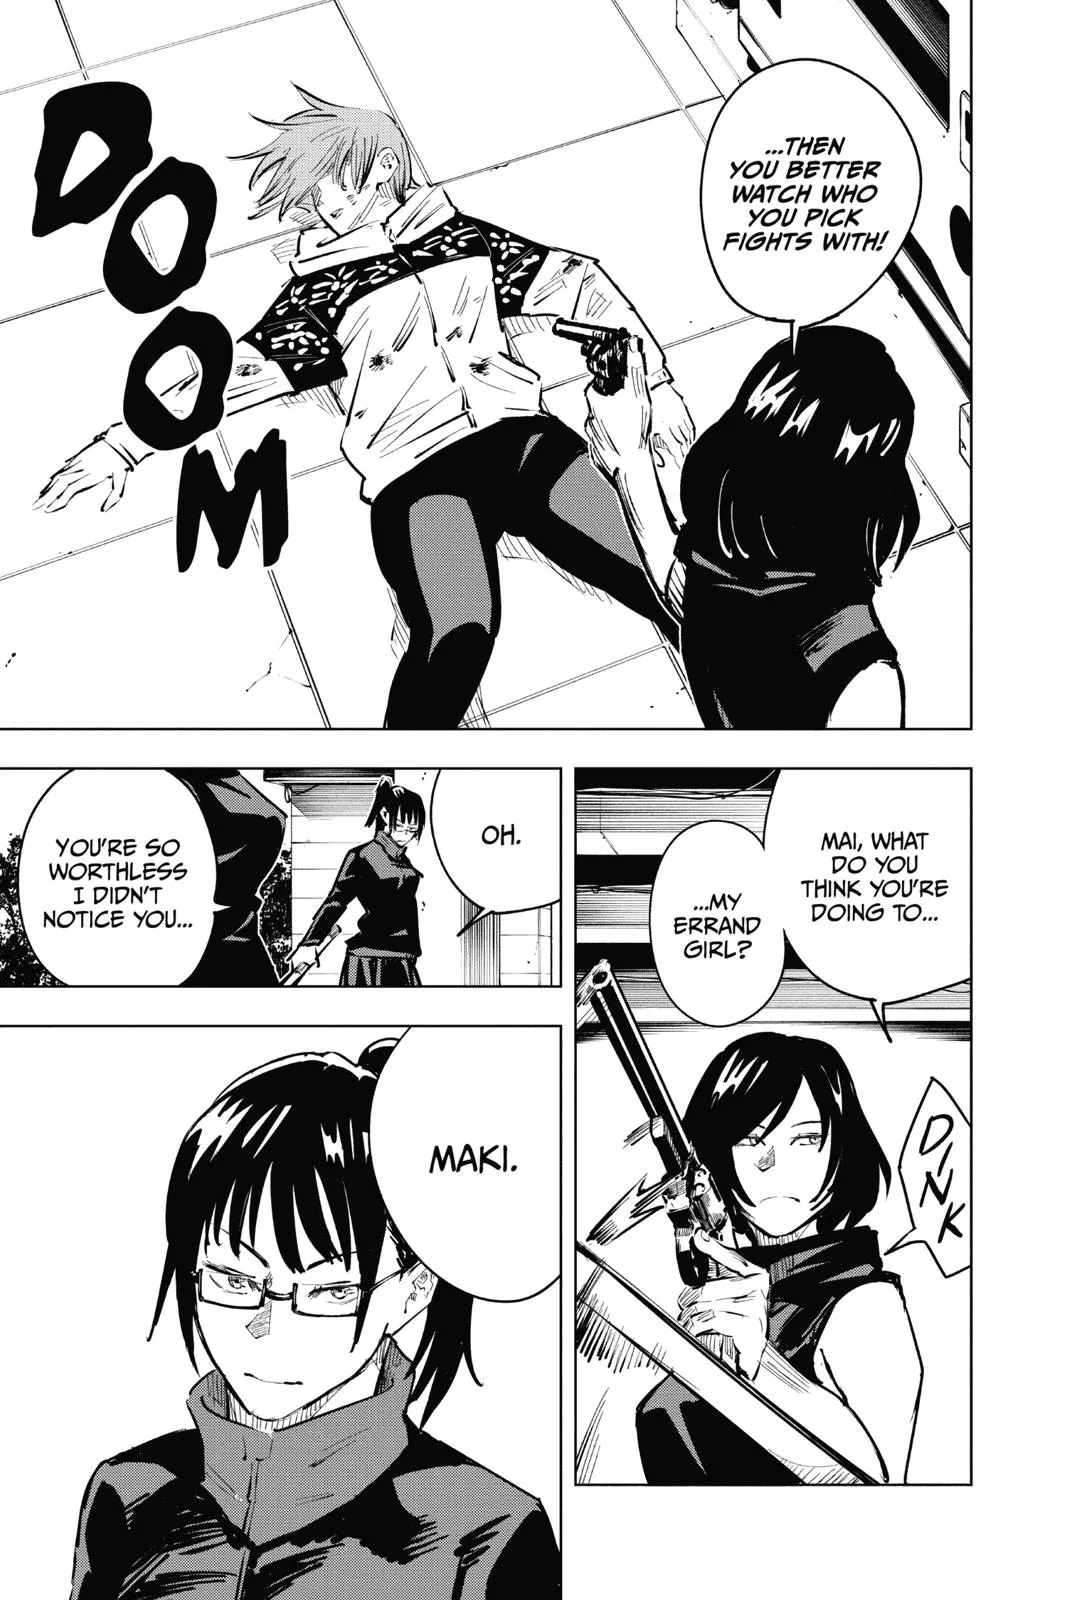 ...THEN
YOU BETTER
WATCH WHO
YOU PICK
FIGHTS WITH!
DOOM
MAI, WHAT
DO YOU
THINK YOU'RE
DOING TO...
...MY
ERRAND
GIRL?
DINK
OH.
YOU'RE SO
WORTHLESS
I DIDN'T
NOTICE YOU...
MAKI.